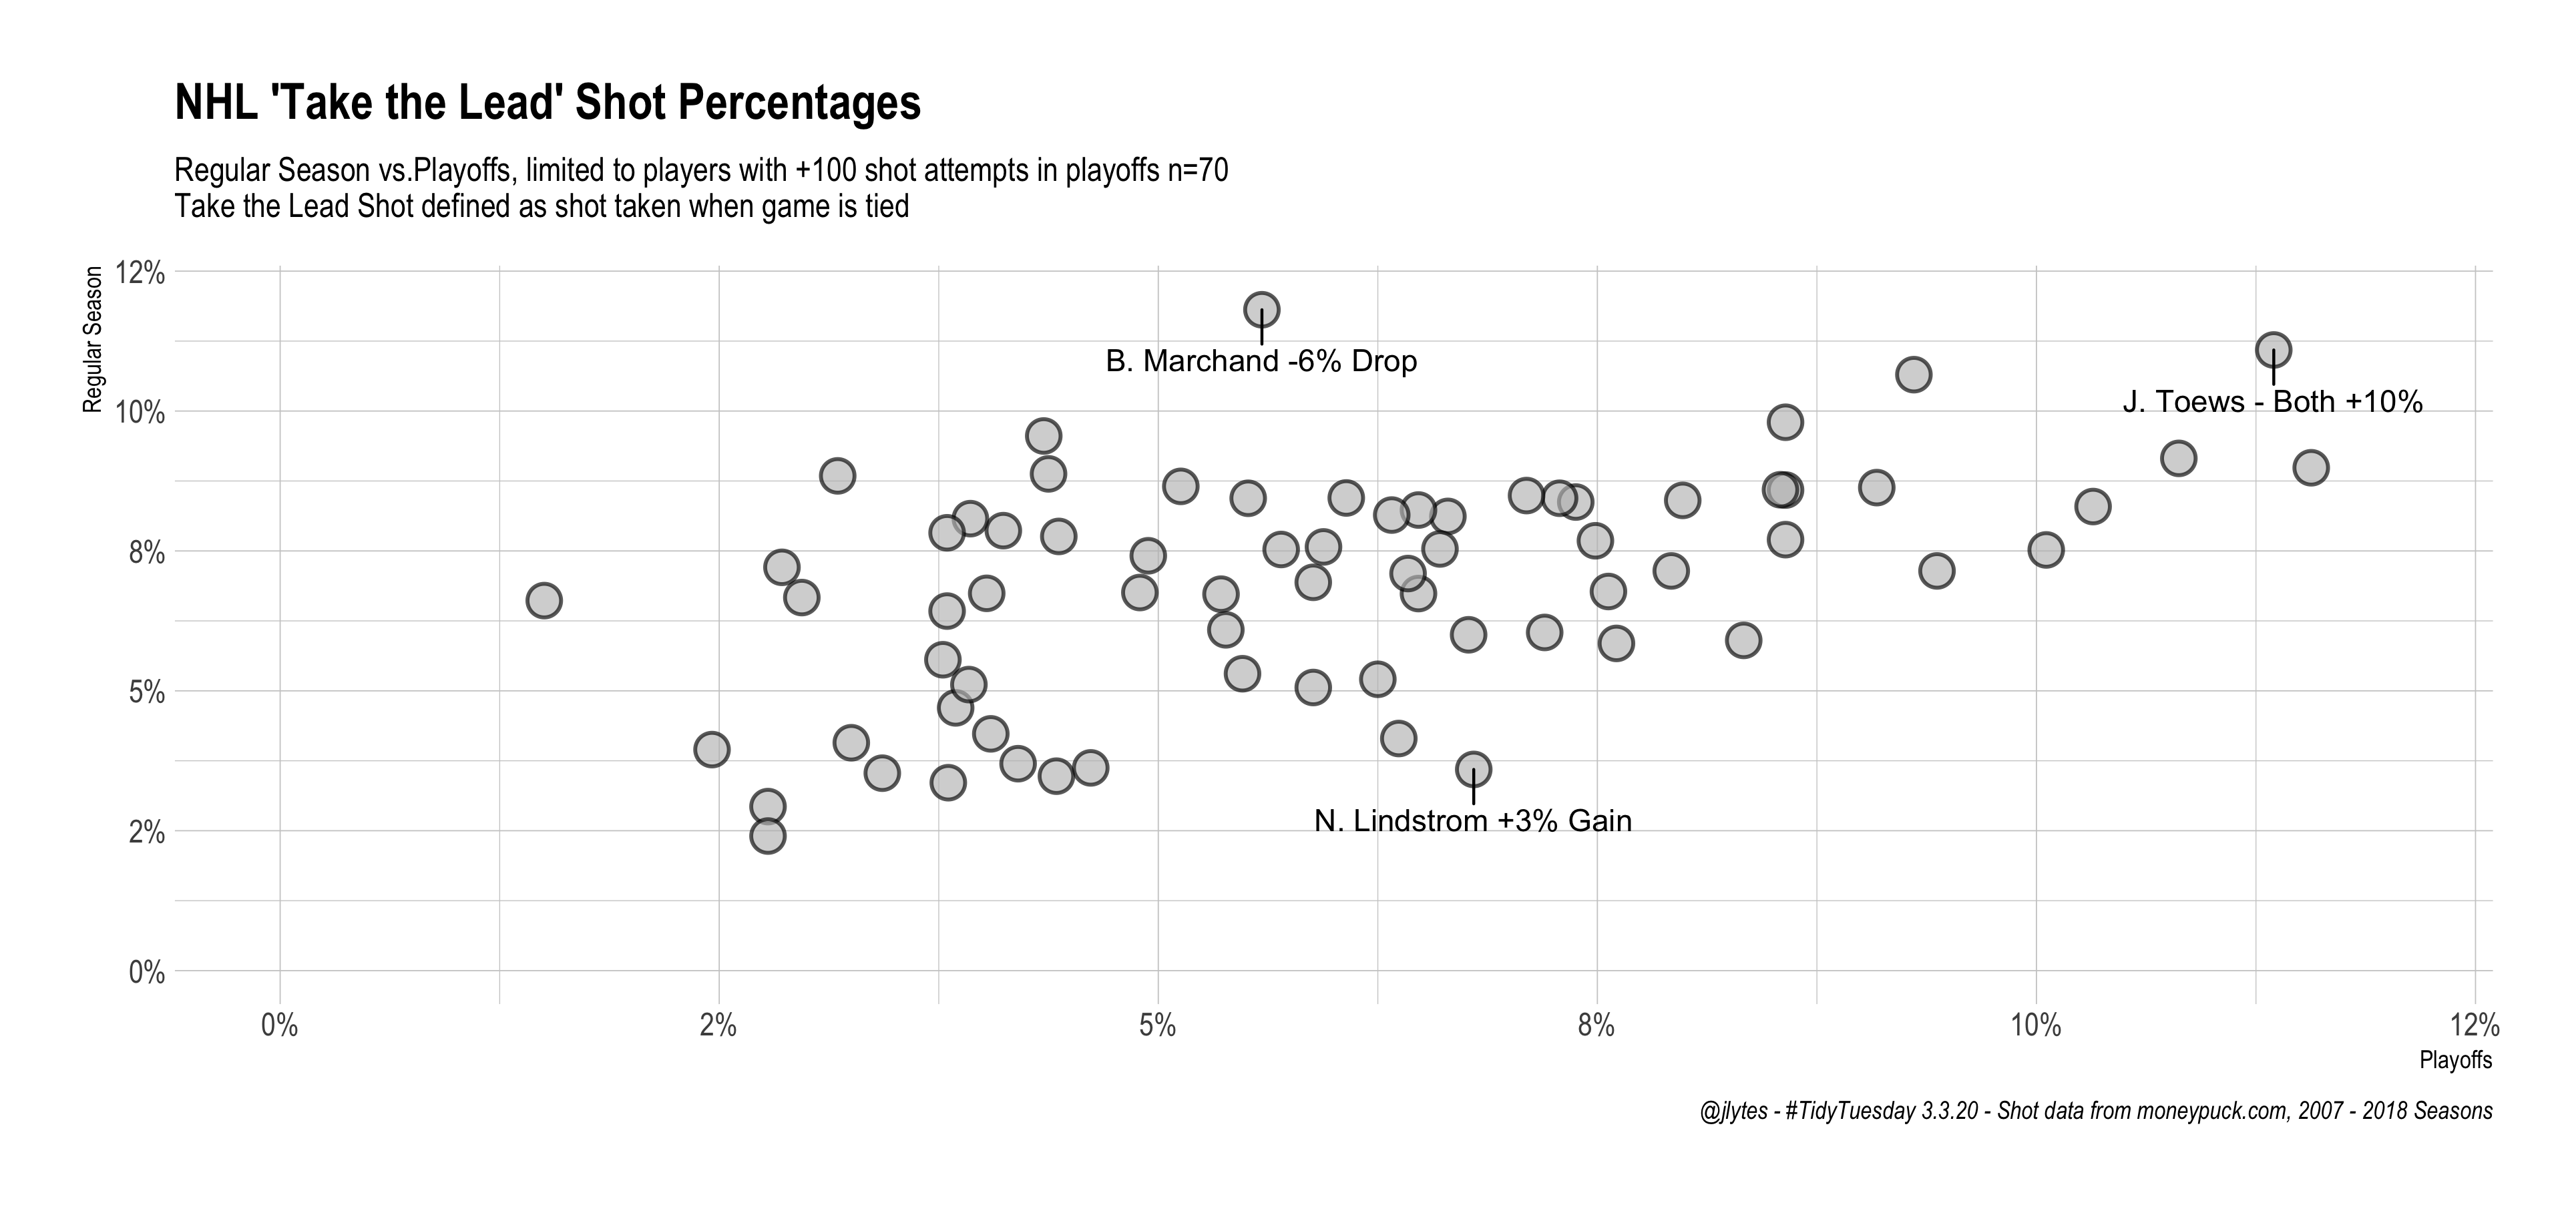 NHL 'Take the Lead' Shot Percentages
Regular Season vs.Playoffs, limited to players with +100 shot attempts in playoffs n=70
Take the Lead Shot defined as shot taken when game is tied
Regular Season
12%
10%
8%
5%
2%
0%
B. Marchand -6% Drop
J. Toews - Both +10%
N. Lindstrom +3% Gain
0% 2% 5% 8% 10% 12%
Playoffs
@jlytes - #TidyTuesday 3.3.20 - Shot data from moneypuck.com, 2007 - 2018 Seasons